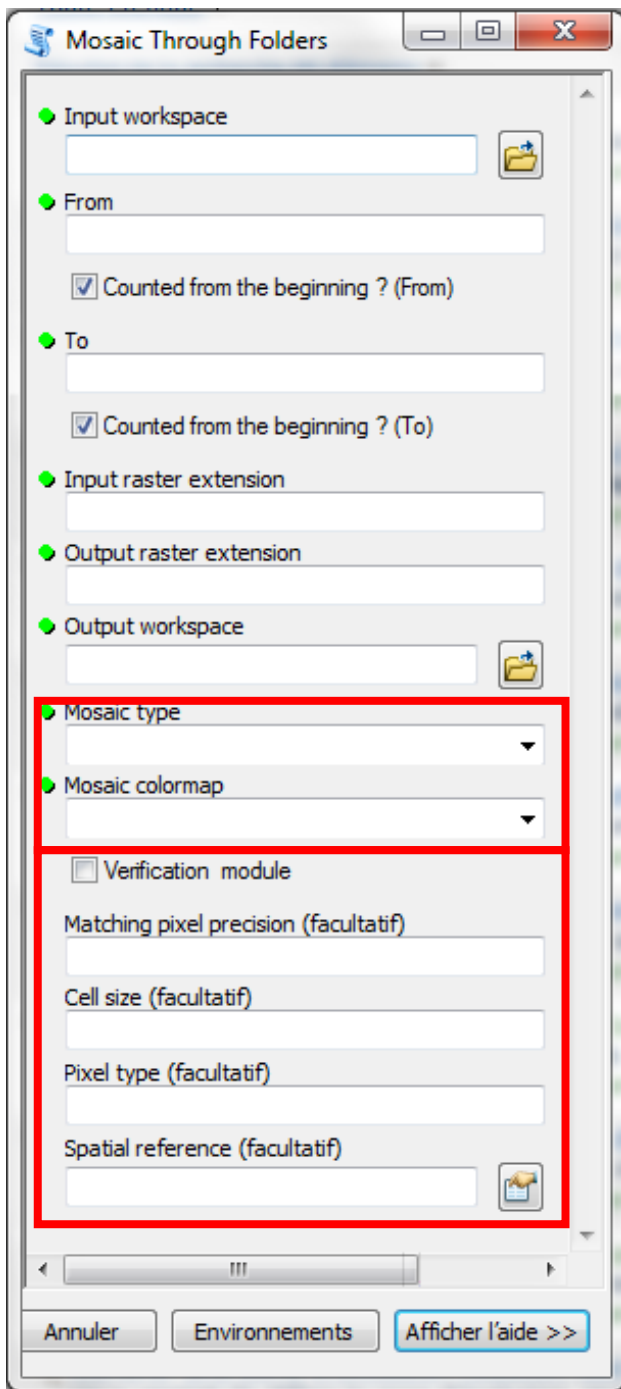 Mosaic Through Folders
Input workspace
From
Counted from the beginning ? (From)
To
Counted from the beginning ? (To)
Input raster extension
Output raster extension
Output workspace
Mosaic type
Mosaic colormap
Verification module
Matching pixel precision (facultatif)
Cell size (facultatif)
Pixel type (facultatif)
Spatial reference (facultatif)
Annuler
Environnements
Afficher l'aide >>